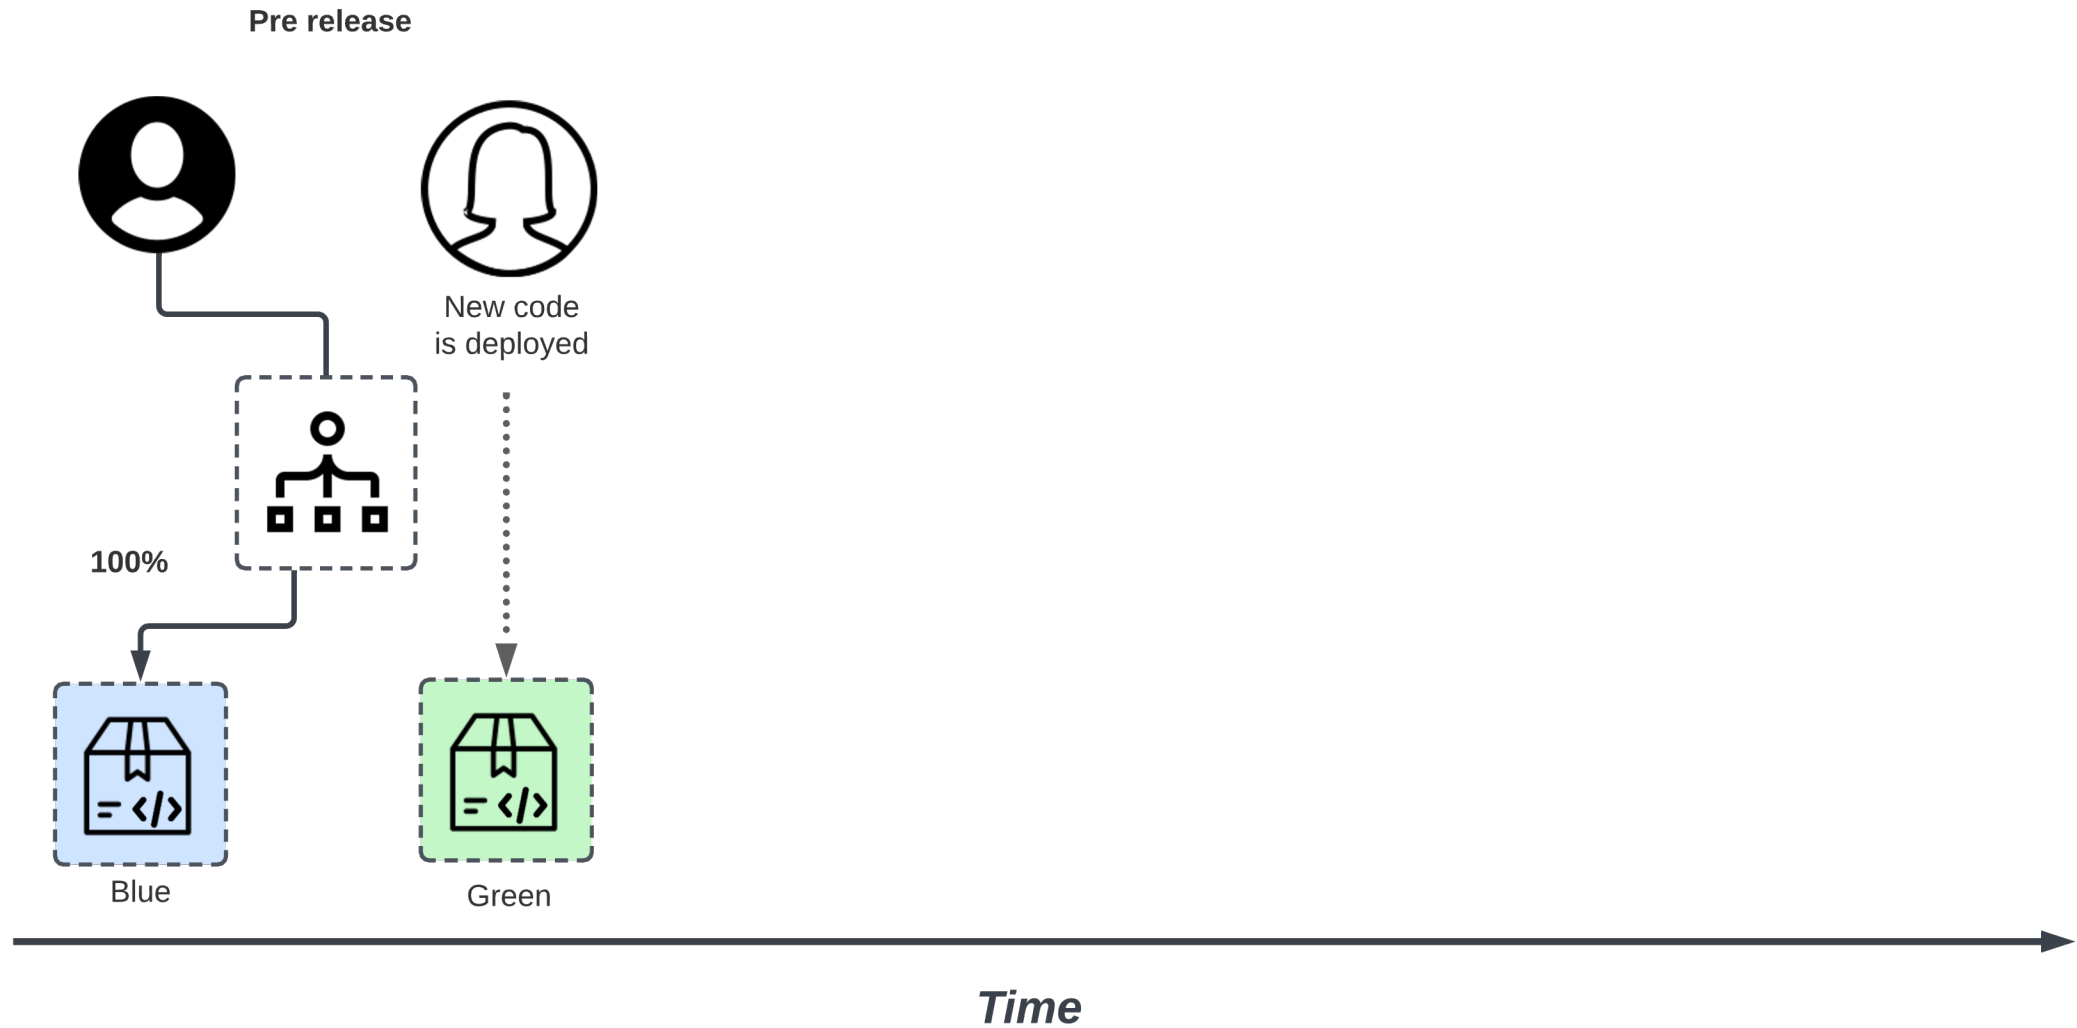 Pre release
New code
is deployed
100%
</>
</>
Blue
Green
Time